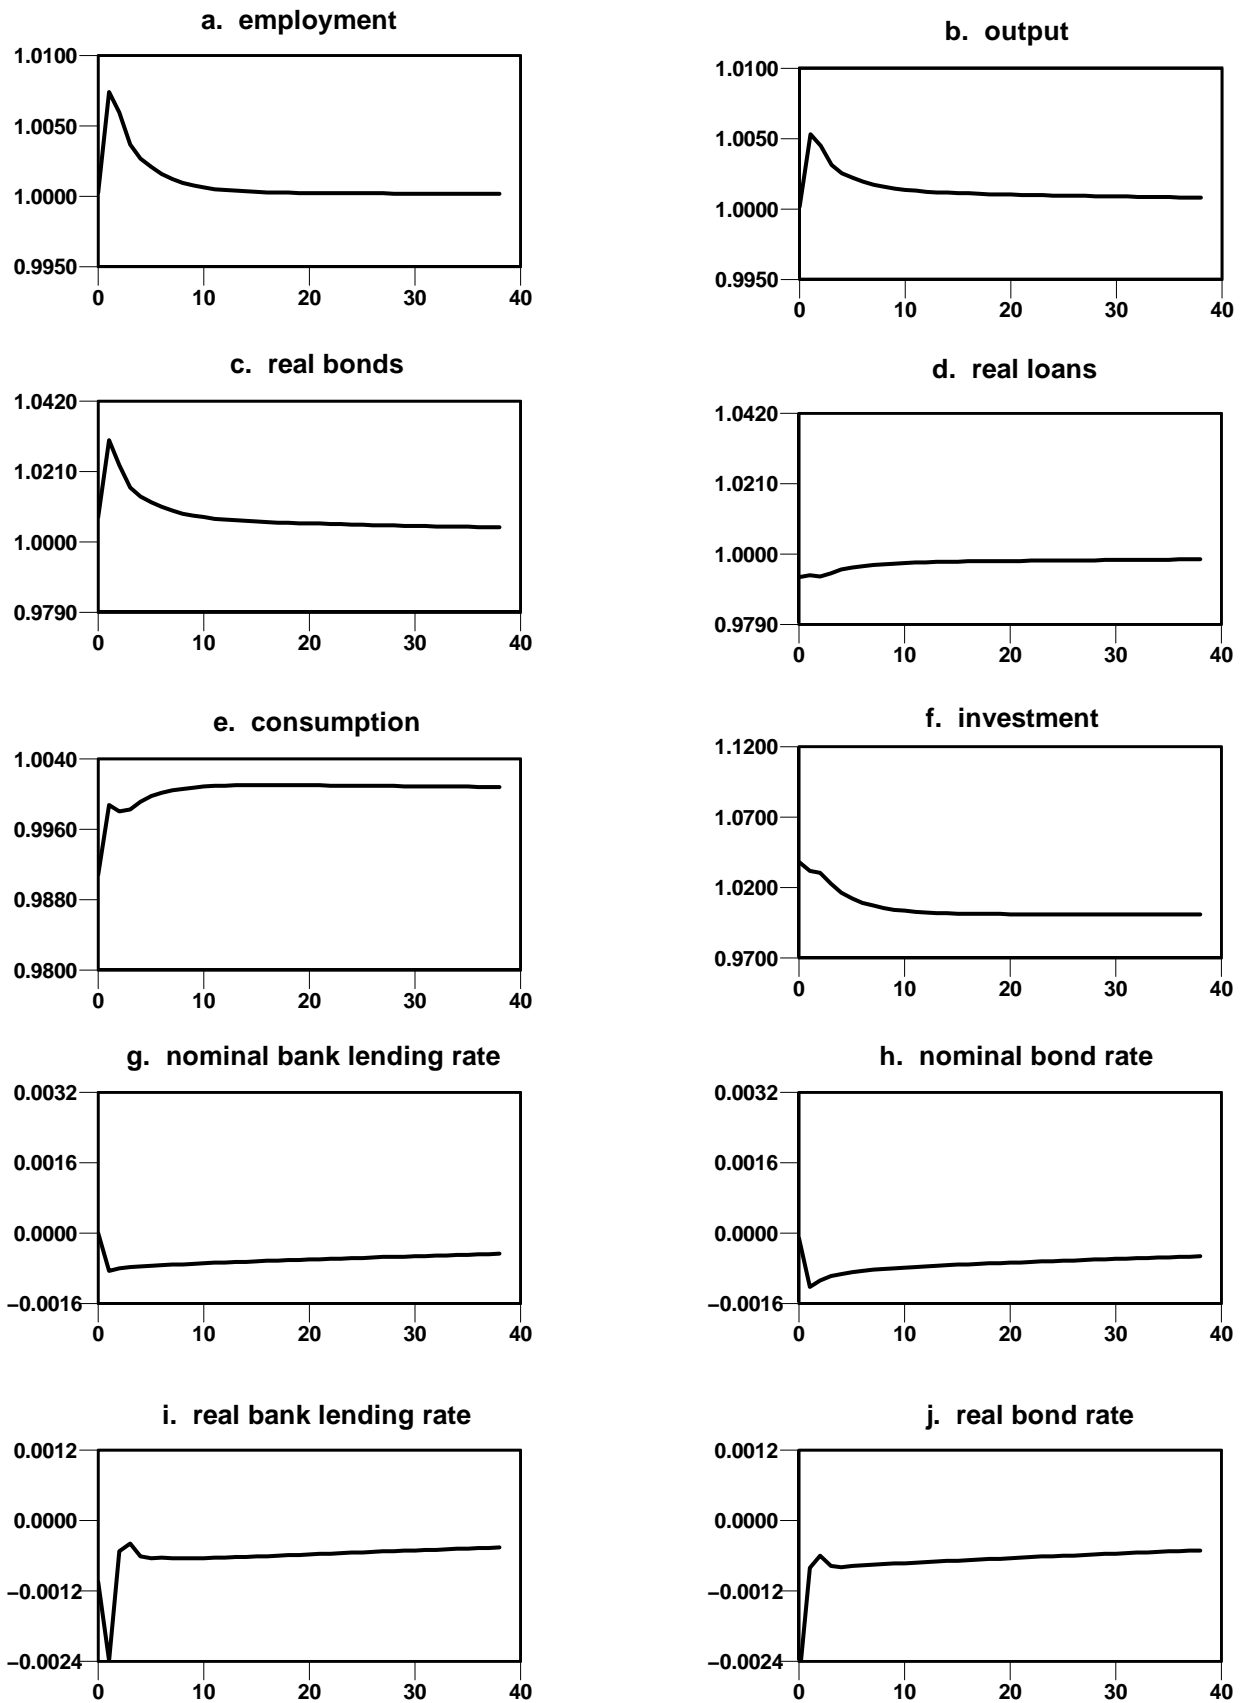 a. employment
1.0100
1.0050
1.0000
0.9950
0 10 20 30 40
b. output
1.0100
1.0050
1.0000
0.9950
0 10 20 30 40
c. real bonds
1.0420
1.0210
1.0000
0.9790
0 10 20 30 40
d. real loans
1.0420
1.0210
1.0000
0.9790
0 10 20 30 40
e. consumption
1.0040
0.9960
0.9880
0.9800
0 10 20 30 40
f. investment
1.1200
1.0700
1.0200
0.9700
0 10 20 30 40
g. nominal bank lending rate
0.0032
0.0016
0.0000
−0.0016
0 10 20 30 40
h. nominal bond rate
0.0032
0.0016
0.0000
−0.0016
0 10 20 30 40
i. real bank lending rate
0.0012
0.0000
−0.0012
−0.0024
0 10 20 30 40
j. real bond rate
0.0012
0.0000
−0.0012
−0.0024
0 10 20 30 40